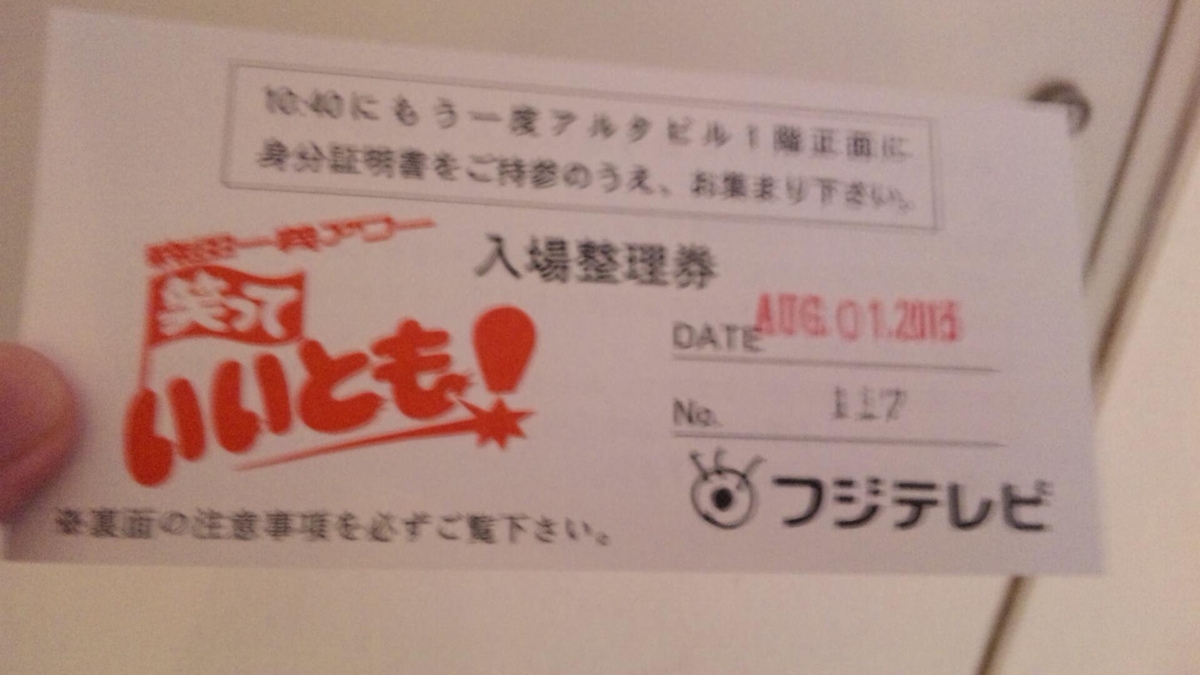 10:40にもう一度アルタビル1階正面に
身分証明書をご持参のうえ、お集まり下さい。
入場整理券
笑って
いいとも!
DATE AUG. 01.
No. 117
フジテレビ
※裏面の注意事項を必ずご覧下さい。